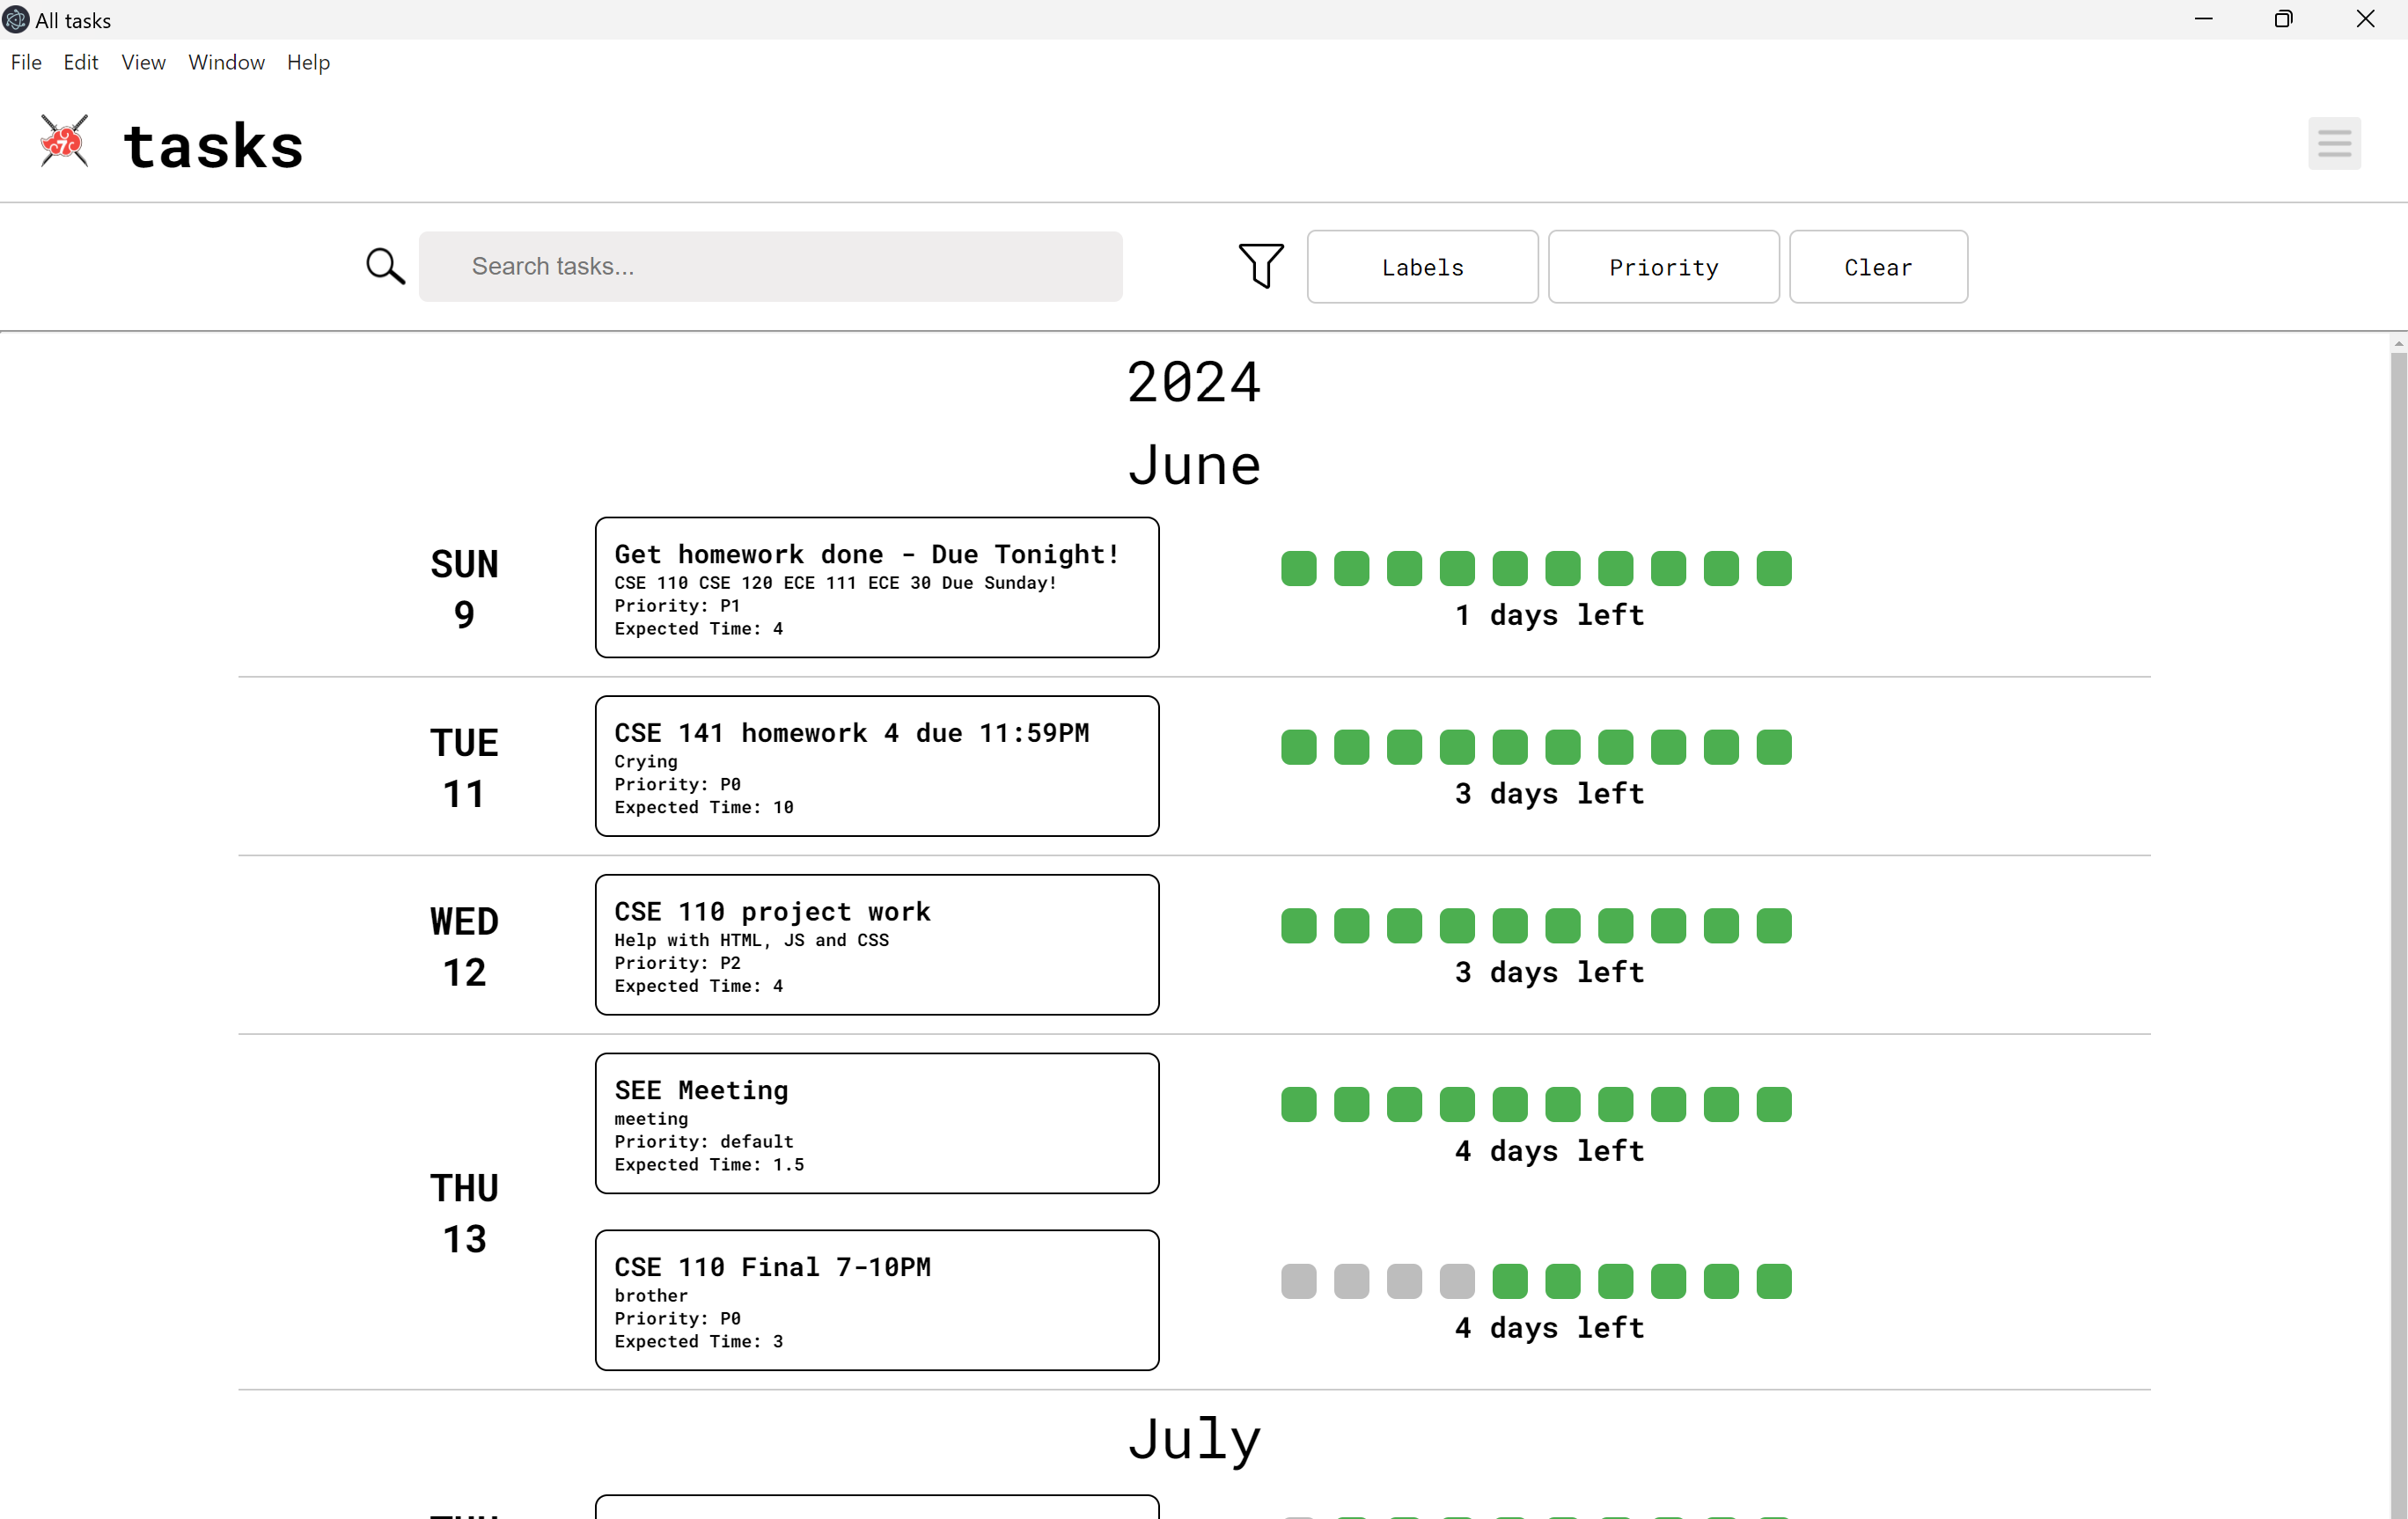 All tasks
File Edit View Window Help
7
tasks
Search tasks...
Labels
Priority
Clear
2024
June
SUN
9
Get homework done - Due Tonight!
CSE 110 CSE 120 ECE 111 ECE 30 Due Sunday!
Priority: P1
Expected Time: 4
1 days left
TUE
11
CSE 141 homework 4 due 11:59PM
Crying
Priority: P0
Expected Time: 10
3 days left
WED
12
CSE 110 project work
Help with HTML, JS and CSS
Priority: P2
Expected Time: 4
3 days left
THU
13
SEE Meeting
meeting
Priority: default
Expected Time: 1.5
4 days left
CSE 110 Final 7-10PM
brother
Priority: P0
Expected Time: 3
4 days left
July